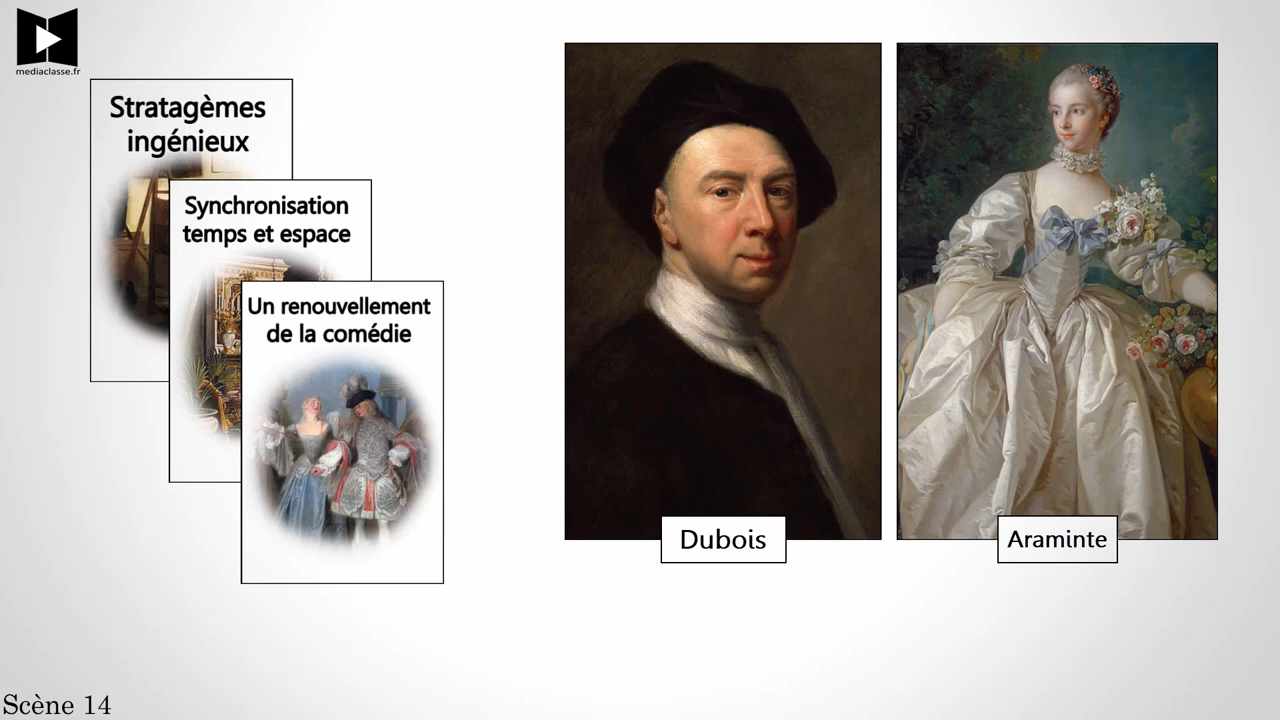 mediaclasse.fr
Stratagèmes
ingénieux
Synchronisation
temps et espace
Un renouvellement
de la comédie
Dubois
Araminte
Scène 14